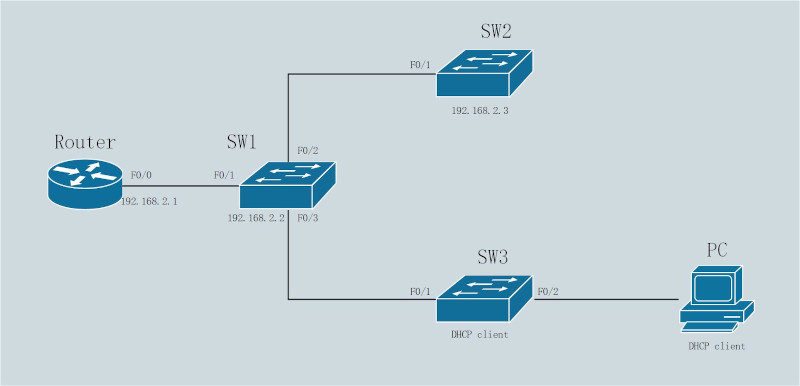 SW2
F0/1
192.168.2.3
Router
SW1
F0/2
F0/0
F0/1
192.168.2.1
192.168.2.2
F0/3
SW3
PC
F0/1
F0/2
DHCP client
DHCP client